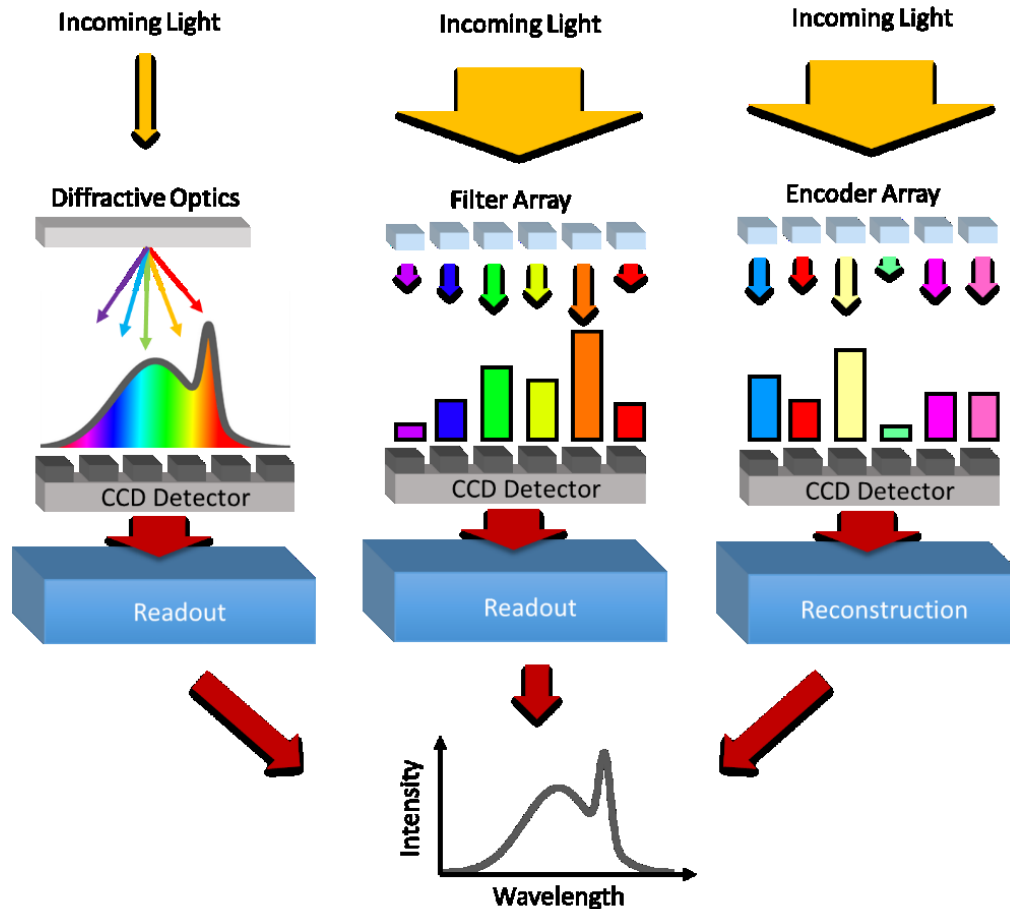 Incoming Light
Incoming Light
Incoming Light
Diffractive Optics
Filter Array
Encoder Array
CCD Detector
CCD Detector
CCD Detector
Readout
Readout
Reconstruction
Intensity
Wavelength